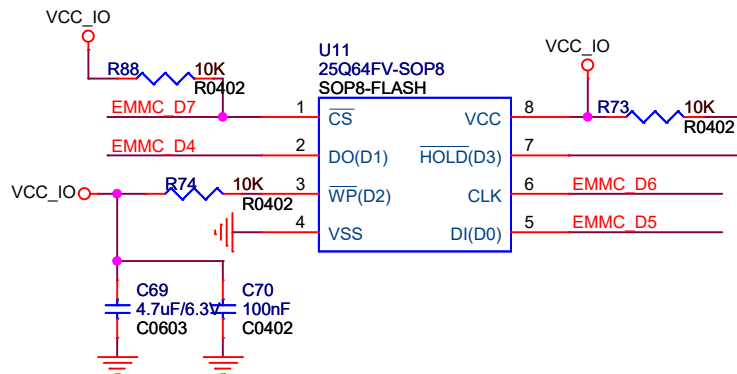 VCC_IO
R88
10K
R0402
EMMC_D7
EMMC_D4
VCC_IO
R74
10K
R0402
U11
25Q64FV-SOP8
SOP8-FLASH
1
CS
VCC
8
2
DO(D1)
HOLD(D3)
7
3
WP(D2)
CLK
6
4
VSS
DI(D0)
5
VCC_IO
R73
10K
R0402
EMMC_D6
EMMC_D5
C69
4.7uF/6.3V
C0603
C70
100nF
C0402